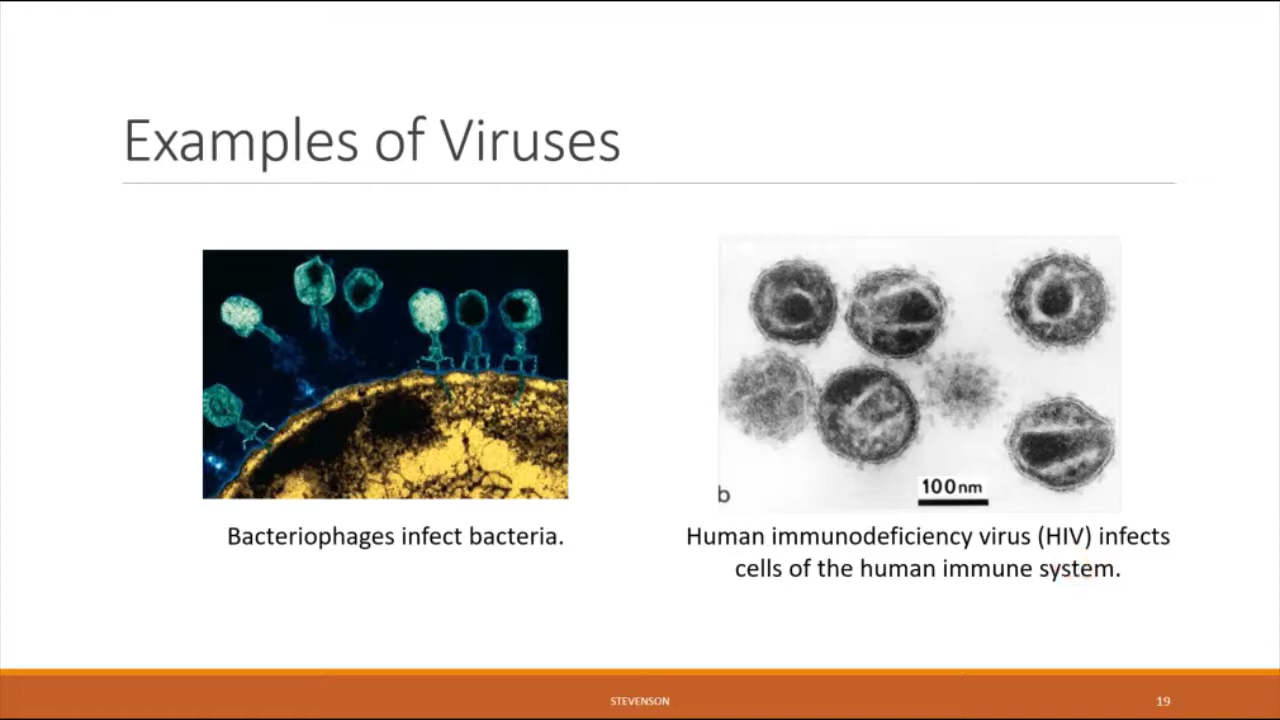 Examples of Viruses
b
100nm
Bacteriophages infect bacteria.
Human immunodeficiency virus (HIV) infects
cells of the human immune system.
STEVENSON
19